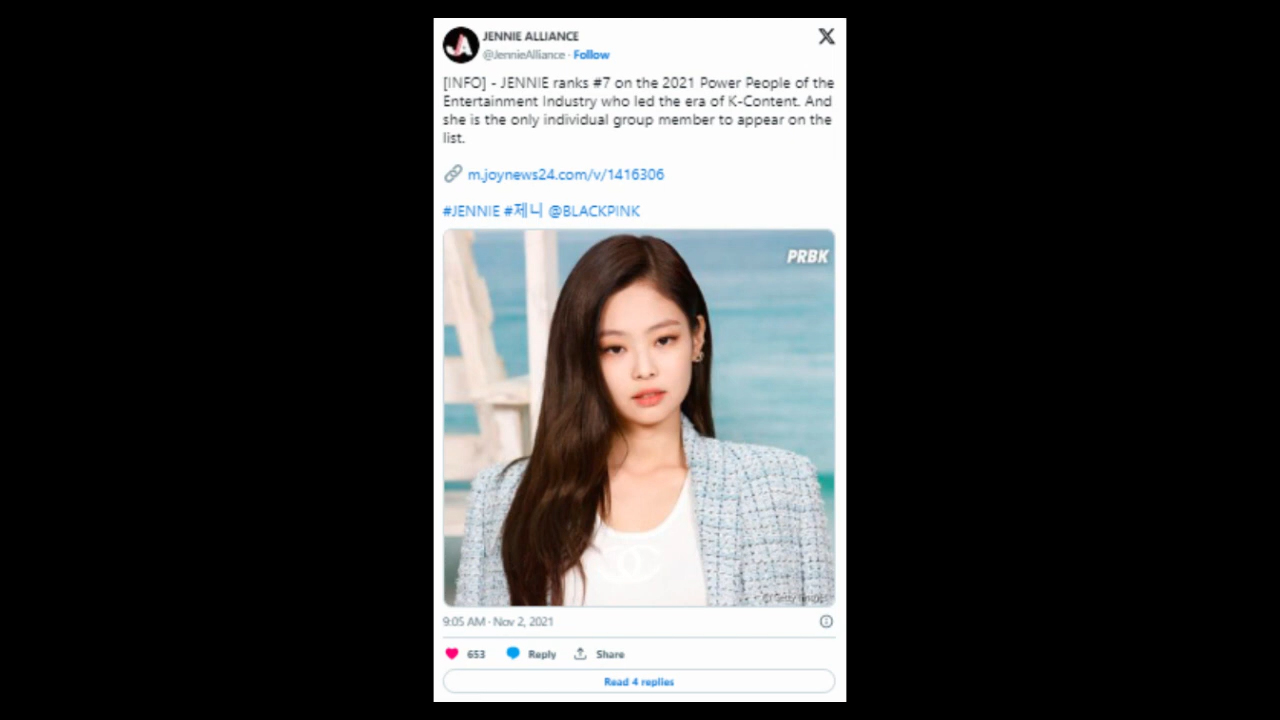 JENNIE ALLIANCE
@JennieAlliance · Follow
[INFO] - JENNIE ranks #7 on the 2021 Power People of the
Entertainment Industry who led the era of K-Content. And
she is the only individual group member to appear on the
list.
m.joynews24.com/v/1416306
#JENNIE #제니 @BLACKPINK
PRBK
9:05 AM · Nov 2, 2021
653 Reply Share
Read 4 replies